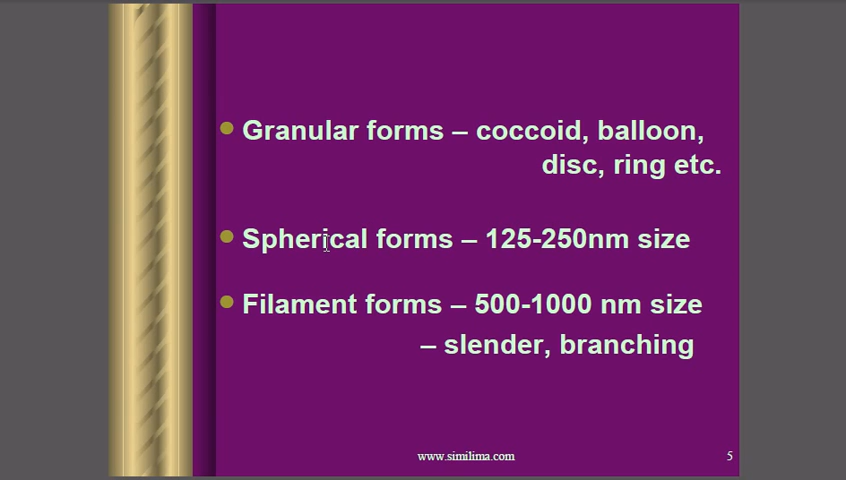 Granular forms – coccoid, balloon,
disc, ring etc.
Spherical forms – 125-250nm size
Filament forms – 500-1000 nm size
– slender, branching
www.similima.com
5